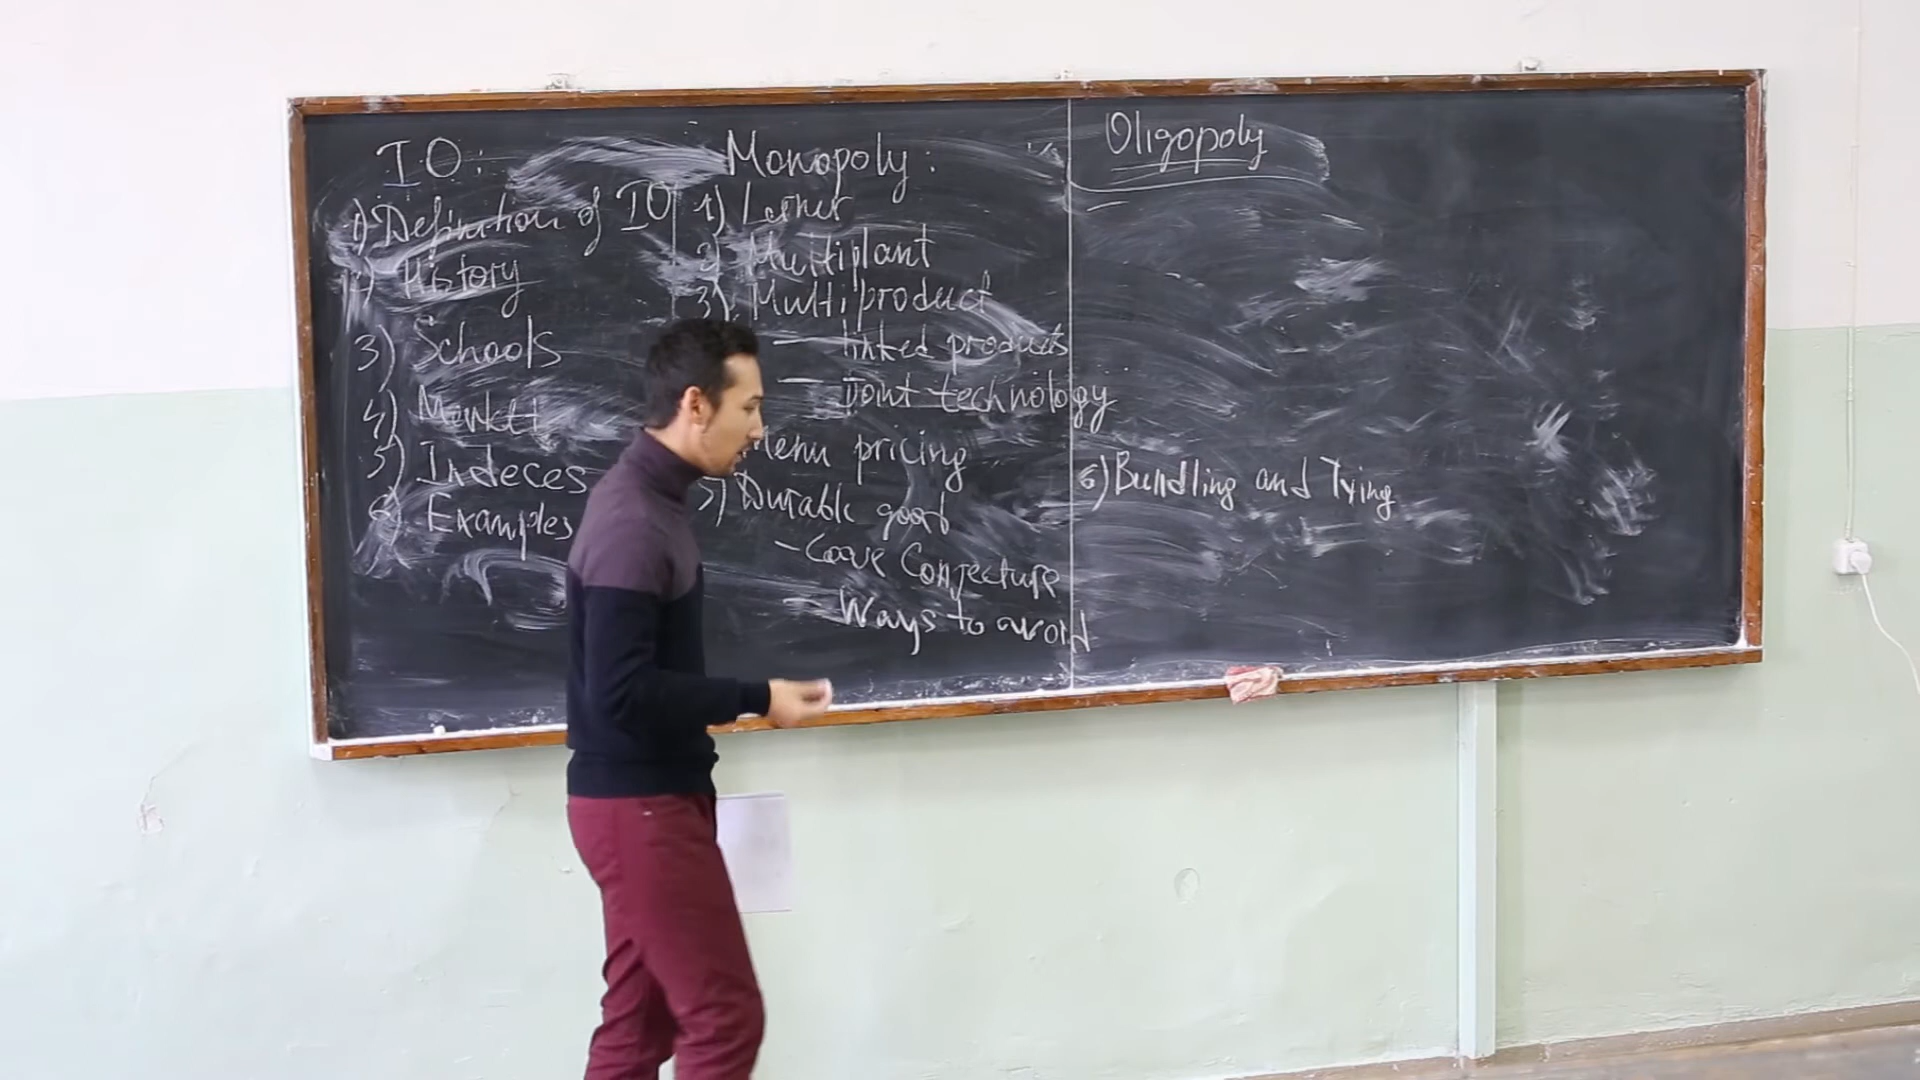 IO:
1) Definition of IO
2) History
3) Schools
4) Market
5) Indeces
6) Examples
Monopoly:
1) Lerner
2) Multiplant
3) Multiproduct
- linked products
- joint technology
Menu pricing
5) Durable good
- Coase Conjecture
- Ways to avoid
Oligopoly
6) Bundling and Tying